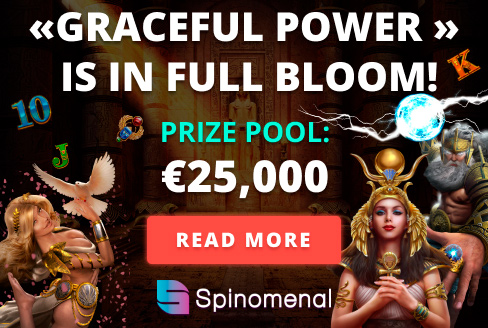 «GRACEFUL POWER »
IS IN FULL BLOOM!
K
10
PRIZE POOL:
J
€25,000
READ MORE
Spinomenal